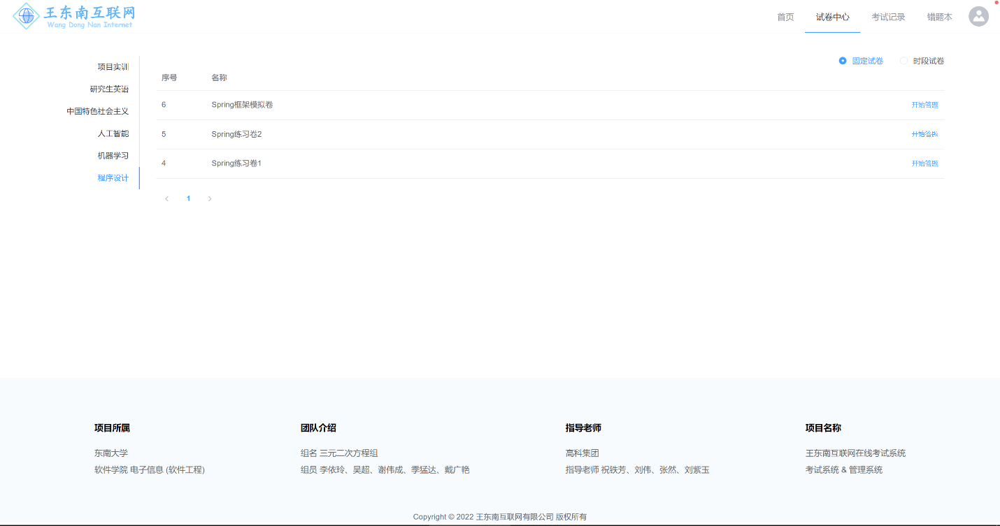 王东南互联网
Wang Dong Nan Internet
首页 试卷中心 考试记录 错题本
项目实训
研究生英语
中国特色社会主义
人工智能
机器学习
程序设计
固定试卷 时段试卷
序号 名称
6 Spring框架模拟卷 开始答题
5 Spring练习卷2 开始答题
4 Spring练习卷1 开始答题
1
项目所属
东南大学
软件学院 电子信息 (软件工程)
团队介绍
组名 三元二次方程组
组员 李依玲、吴超、谢伟成、季猛达、戴广艳
指导老师
高科集团
指导老师 祝铁芳、刘伟、张然、刘紫玉
项目名称
王东南互联网在线考试系统
考试系统 & 管理系统
Copyright © 2022 王东南互联网有限公司 版权所有